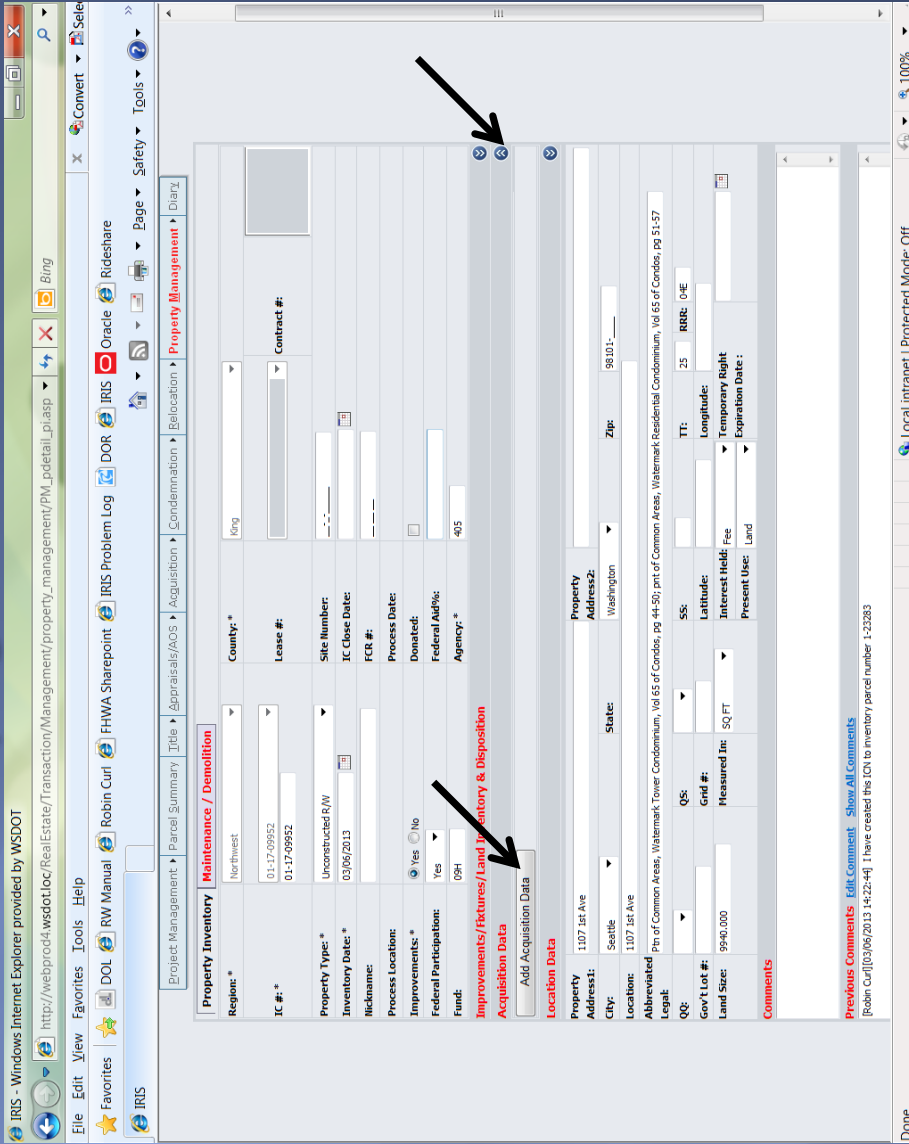 IRIS - Windows Internet Explorer provided by WSDOT
http://webprod4.wsdot.loc/RealEstate/Transaction/Management/property_management/PM_pdetail_pi.asp Bing
File Edit View Favorites Tools Help Convert Sele
Favorites DOL RW Manual Robin Curl FHWA Sharepoint IRIS Problem Log DOR IRIS Oracle Rideshare
IRIS Page Safety Tools
Project Management Parcel Summary Title Appraisals/AOS Acquisition Condemnation Relocation Property Management Diary
Property Inventory Maintenance / Demolition
Region: * Northwest County: * King
IC #: * 01-17-09952 Lease #: Contract #:
01-17-09952
Property Type: * Unconstructed R/W Site Number: _-_-____
Inventory Date: * 03/06/2013 IC Close Date:
Nickname: FCR #: ____
Process Location: Process Date:
Improvements: * Yes No Donated:
Federal Participation: Yes Federal Aid%:
Fund: 09H Agency: * 405
Improvements/Fixtures/Land Inventory & Disposition
Acquisition Data
Add Acquisition Data
Location Data
Property Address1: 1107 1st Ave Property Address2:
City: Seattle State: Washington Zip: 98101-____
Location: 1107 1st Ave
Abbreviated Legal: Ptn of Common Areas, Watermark Tower Condominium, Vol 65 of Condos, pg 44-50; pnt of Common Areas, Watermark Residential Condominium, Vol 65 of Condos, pg 51-57
QQ: QS: SS: TT: 25 RRR: 04E
Gov't Lot #: Grid #: Latitude: Longitude:
Land Size: 9940.000 Measured In: SQ FT Interest Held: Fee Temporary Right Expiration Date :
Present Use: Land
Comments
Previous Comments Edit Comment Show All Comments
[Robin Curl][03/06/2013 14:22:44] I have created this ICN to inventory parcel number 1-23283
Done Local intranet | Protected Mode: Off 100%